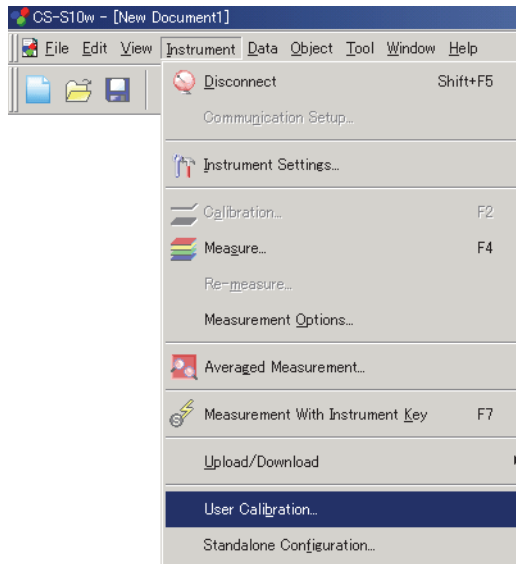 CS-S10w - [New Document1]
File Edit View Instrument Data Object Tool Window Help
Disconnect Shift+F5
Communication Setup...
Instrument Settings...
Calibration... F2
Measure... F4
Re-measure...
Measurement Options...
Averaged Measurement...
Measurement With Instrument Key F7
Upload/Download
User Calibration...
Standalone Configuration...